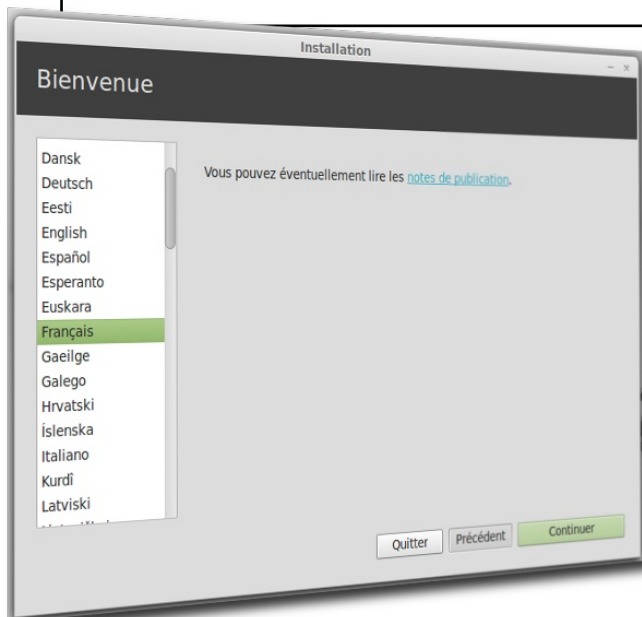 Installation
Bienvenue
Dansk
Deutsch
Eesti
English
Español
Esperanto
Euskara
Français
Gaeilge
Galego
Hrvatski
Íslenska
Italiano
Kurdî
Latviski
Vous pouvez éventuellement lire les notes de publication.
Quitter
Précédent
Continuer